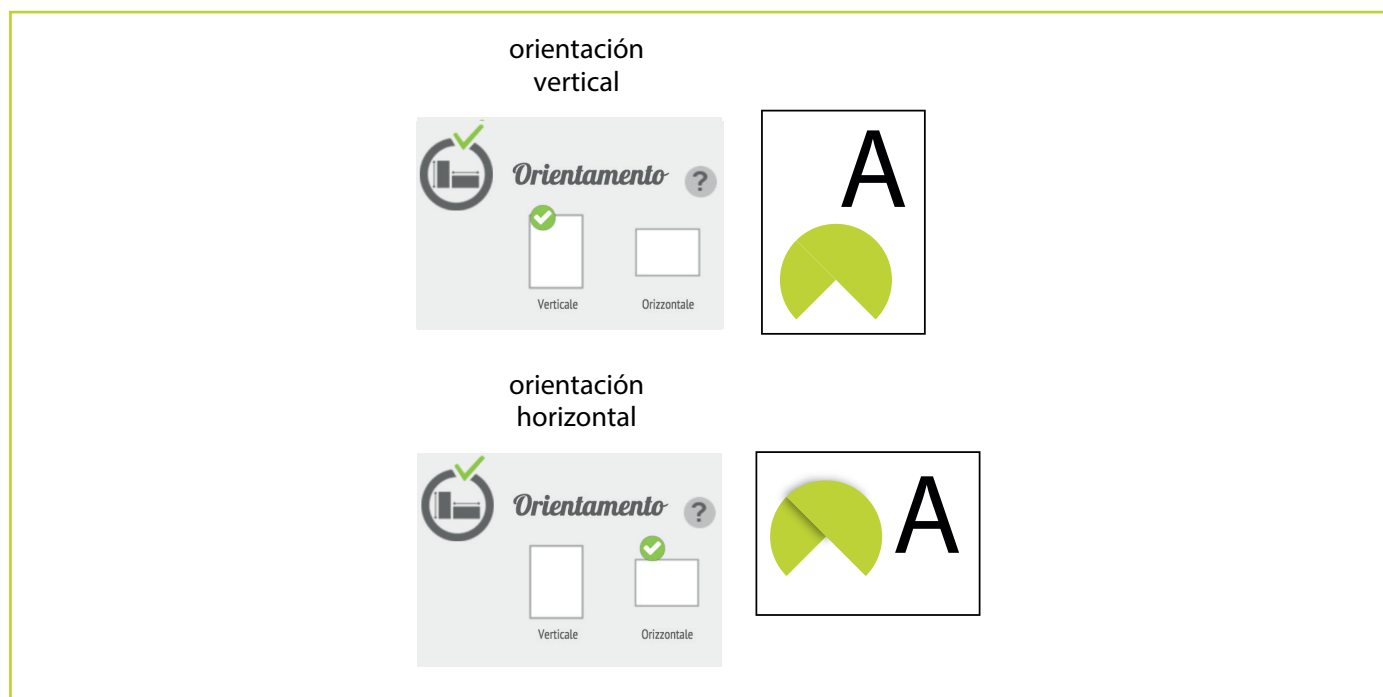 orientación
vertical
Orientamento ?
Verticale Orizzontale
A
orientación
horizontal
Orientamento ?
Verticale Orizzontale
A